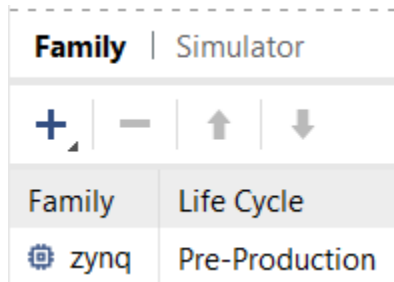 Family | Simulator
Family Life Cycle
zynq Pre-Production